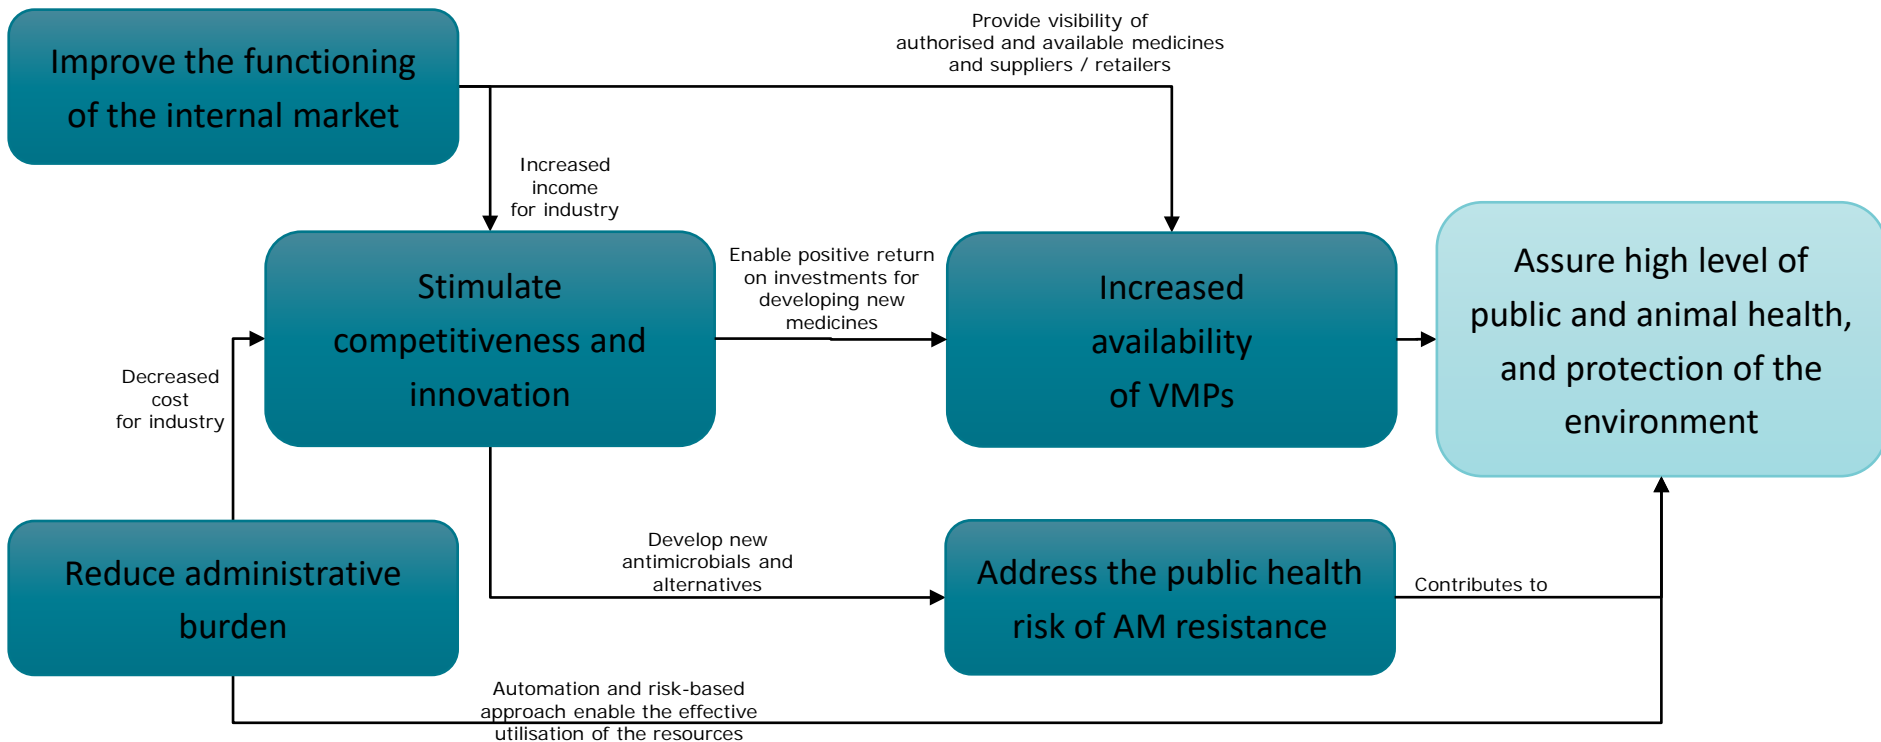 Improve the functioning
of the internal market
Provide visibility of
authorised and available medicines
and suppliers / retailers
Increased
income
for industry
Stimulate
competitiveness and
innovation
Enable positive return
on investments for
developing new
medicines
Increased
availability
of VMPs
Assure high level of
public and animal health,
and protection of the
environment
Decreased
cost
for industry
Reduce administrative
burden
Develop new
antimicrobials and
alternatives
Address the public health
risk of AM resistance
Contributes to
Automation and risk-based
approach enable the effective
utilisation of the resources